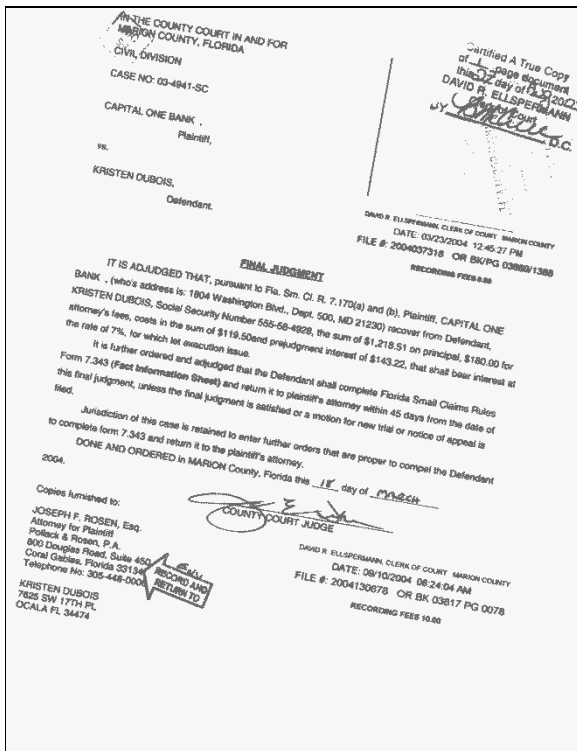 IN THE COUNTY COURT IN AND FOR
MARION COUNTY, FLORIDA
CIVIL DIVISION
CASE NO: 03-4941-SC
CAPITAL ONE BANK ,
Plaintiff,
vs.
KRISTEN DUBOIS,
Defendant.
Certified A True Copy
of 1 page document
this 02 day of
DAVID R. ELLSPERMANN
Clerk of Court
BY D.C.
DAVID R. ELLSPERMANN, CLERK OF COURT MARION COUNTY
DATE: 03/23/2004 12:45:27 PM
FILE #: 2004037318 OR BK/PG 03680/1388
RECORDING FEES 6.00
FINAL JUDGMENT
IT IS ADJUDGED THAT, pursuant to Fla. Sm. Cl. R. 7.170(a) and (b), Plaintiff, CAPITAL ONE
BANK , (who's address is: 1804 Washington Blvd., Dept. 500, MD 21230) recover from Defendant,
KRISTEN DUBOIS, Social Security Number 555-58-4928, the sum of $1,218.51 on principal, $180.00 for
attorney's fees, costs in the sum of $119.50and prejudgment interest of $143.22, that shall bear interest at
the rate of 7%, for which let execution issue.
It is further ordered and adjudged that the Defendant shall complete Florida Small Claims Rules
Form 7.343 (Fact Information Sheet) and return it to plaintiff's attorney within 45 days from the date of
this final judgment, unless the final judgment is satisfied or a motion for new trial or notice of appeal is
filed.
Jurisdiction of this case is retained to enter further orders that are proper to compel the Defendant
to complete form 7.343 and return it to the plaintiff's attorney.
DONE AND ORDERED in MARION County, Florida this 18 day of March
2004.
COUNTY COURT JUDGE
Copies furnished to:
JOSEPH F. ROSEN, Esq.
Attorney for Plaintiff
Pollack & Rosen, P.A.
800 Douglas Road, Suite 450
Coral Gables, Florida 33134
Telephone No: 305-448-0006
RECORD AND
RETURN TO
KRISTEN DUBOIS
7625 SW 17TH PL
OCALA FL 34474
DAVID R. ELLSPERMANN, CLERK OF COURT MARION COUNTY
DATE: 09/10/2004 08:24:04 AM
FILE #: 2004130678 OR BK 03817 PG 0078
RECORDING FEES 10.00